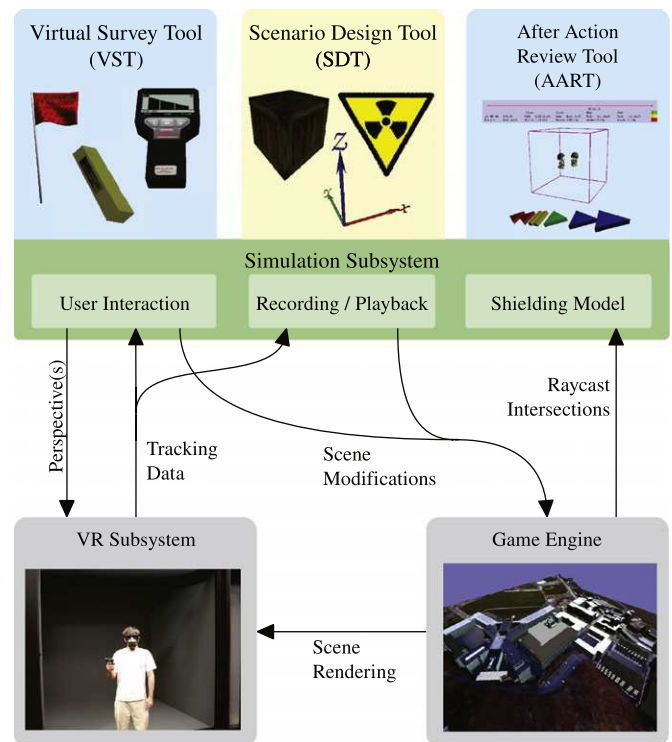 Virtual Survey Tool
(VST)
Scenario Design Tool
(SDT)
After Action
Review Tool
(AART)
z
x
Simulation Subsystem
User Interaction
Recording / Playback
Shielding Model
Perspective(s)
Tracking
Data
Scene
Modifications
Raycast
Intersections
VR Subsystem
Game Engine
Scene
Rendering